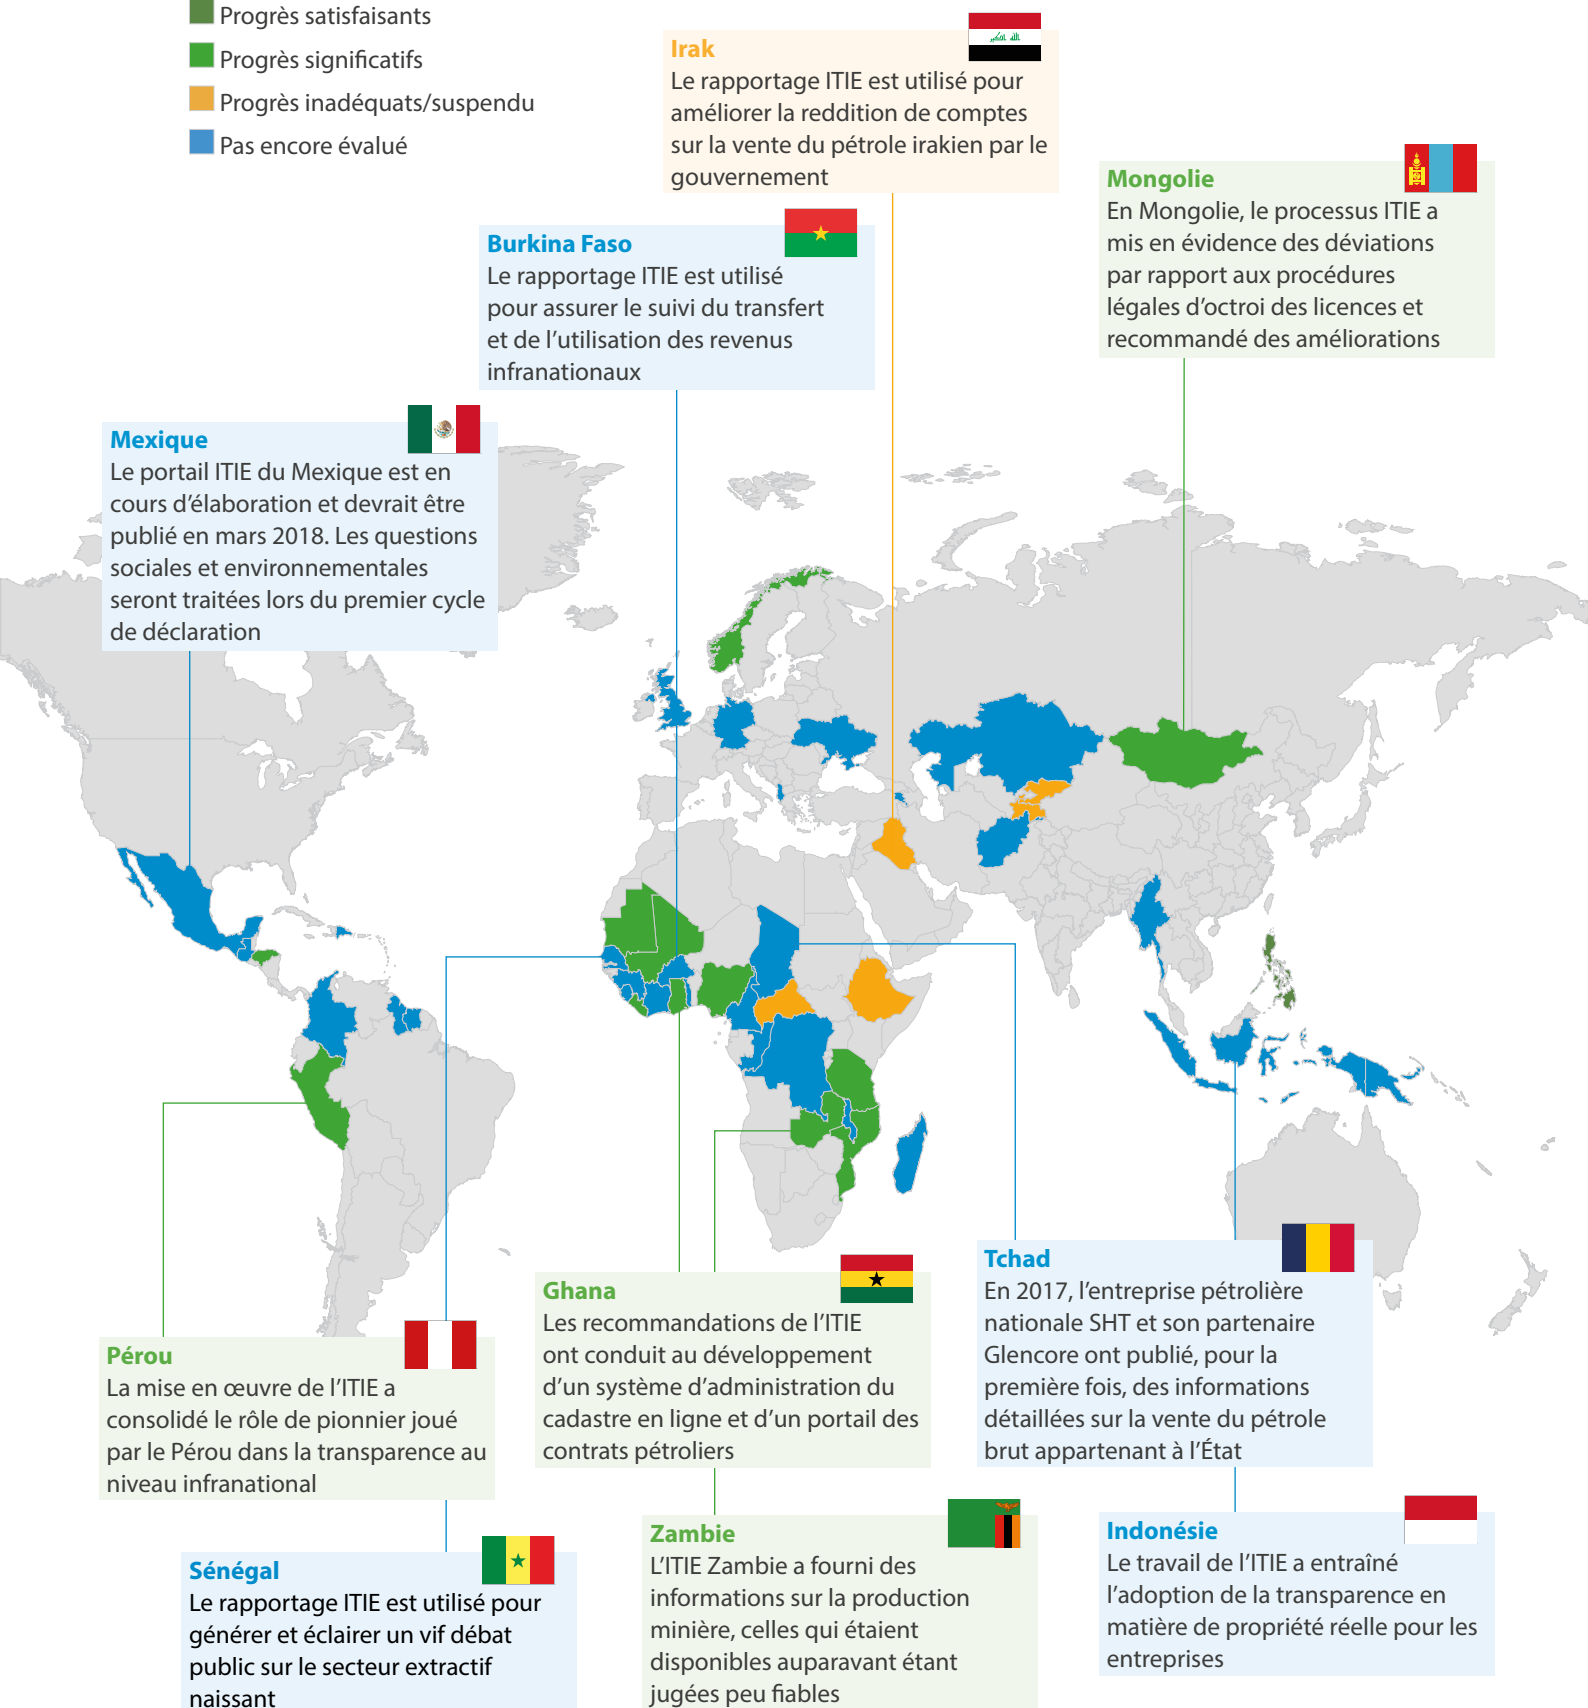 Progrès satisfaisants
Progrès significatifs
Progrès inadéquats/suspendu
Pas encore évalué
Irak
Le rapportage ITIE est utilisé pour
améliorer la reddition de comptes
sur la vente du pétrole irakien par le
gouvernement
Mongolie
En Mongolie, le processus ITIE a
mis en évidence des déviations
par rapport aux procédures
légales d’octroi des licences et
recommandé des améliorations
Burkina Faso
Le rapportage ITIE est utilisé
pour assurer le suivi du transfert
et de l’utilisation des revenus
infranationaux
Mexique
Le portail ITIE du Mexique est en
cours d’élaboration et devrait être
publié en mars 2018. Les questions
sociales et environnementales
seront traitées lors du premier cycle
de déclaration
Pérou
La mise en œuvre de l’ITIE a
consolidé le rôle de pionnier joué
par le Pérou dans la transparence au
niveau infranational
Ghana
Les recommandations de l’ITIE
ont conduit au développement
d’un système d’administration du
cadastre en ligne et d’un portail des
contrats pétroliers
Tchad
En 2017, l’entreprise pétrolière
nationale SHT et son partenaire
Glencore ont publié, pour la
première fois, des informations
détaillées sur la vente du pétrole
brut appartenant à l’État
Sénégal
Le rapportage ITIE est utilisé pour
générer et éclairer un vif débat
public sur le secteur extractif
naissant
Zambie
L’ITIE Zambie a fourni des
informations sur la production
minière, celles qui étaient
disponibles auparavant étant
jugées peu fiables
Indonésie
Le travail de l’ITIE a entraîné
l’adoption de la transparence en
matière de propriété réelle pour les
entreprises